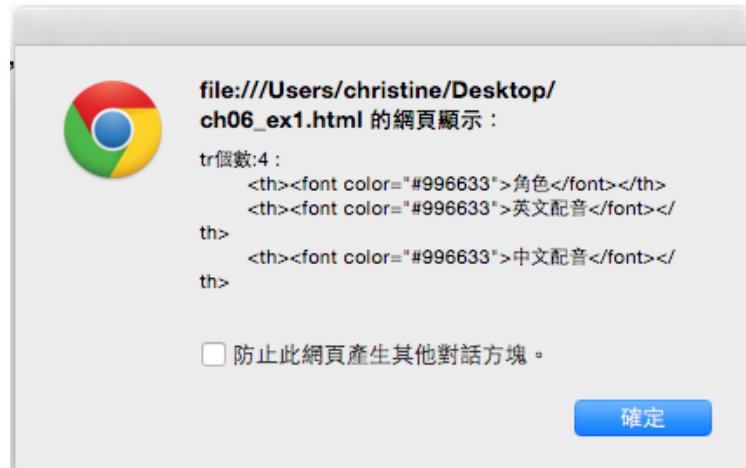 file:///Users/christine/Desktop/
ch06_ex1.html 的網頁顯示：
tr個數:4：
<th><font color="#996633">角色</font></th>
<th><font color="#996633">英文配音</font></
th>
<th><font color="#996633">中文配音</font></
th>
防止此網頁產生其他對話方塊。
確定